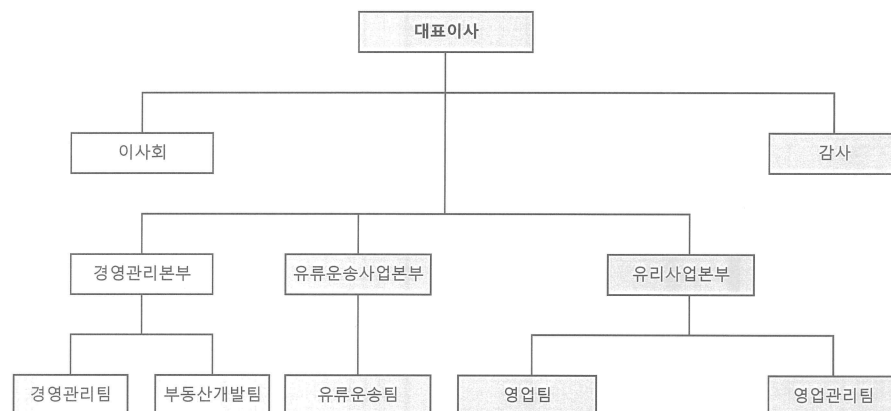 대표이사
이사회
감사
경영관리본부
유류운송사업본부
유리사업본부
경영관리팀
부동산개발팀
유류운송팀
영업팀
영업관리팀